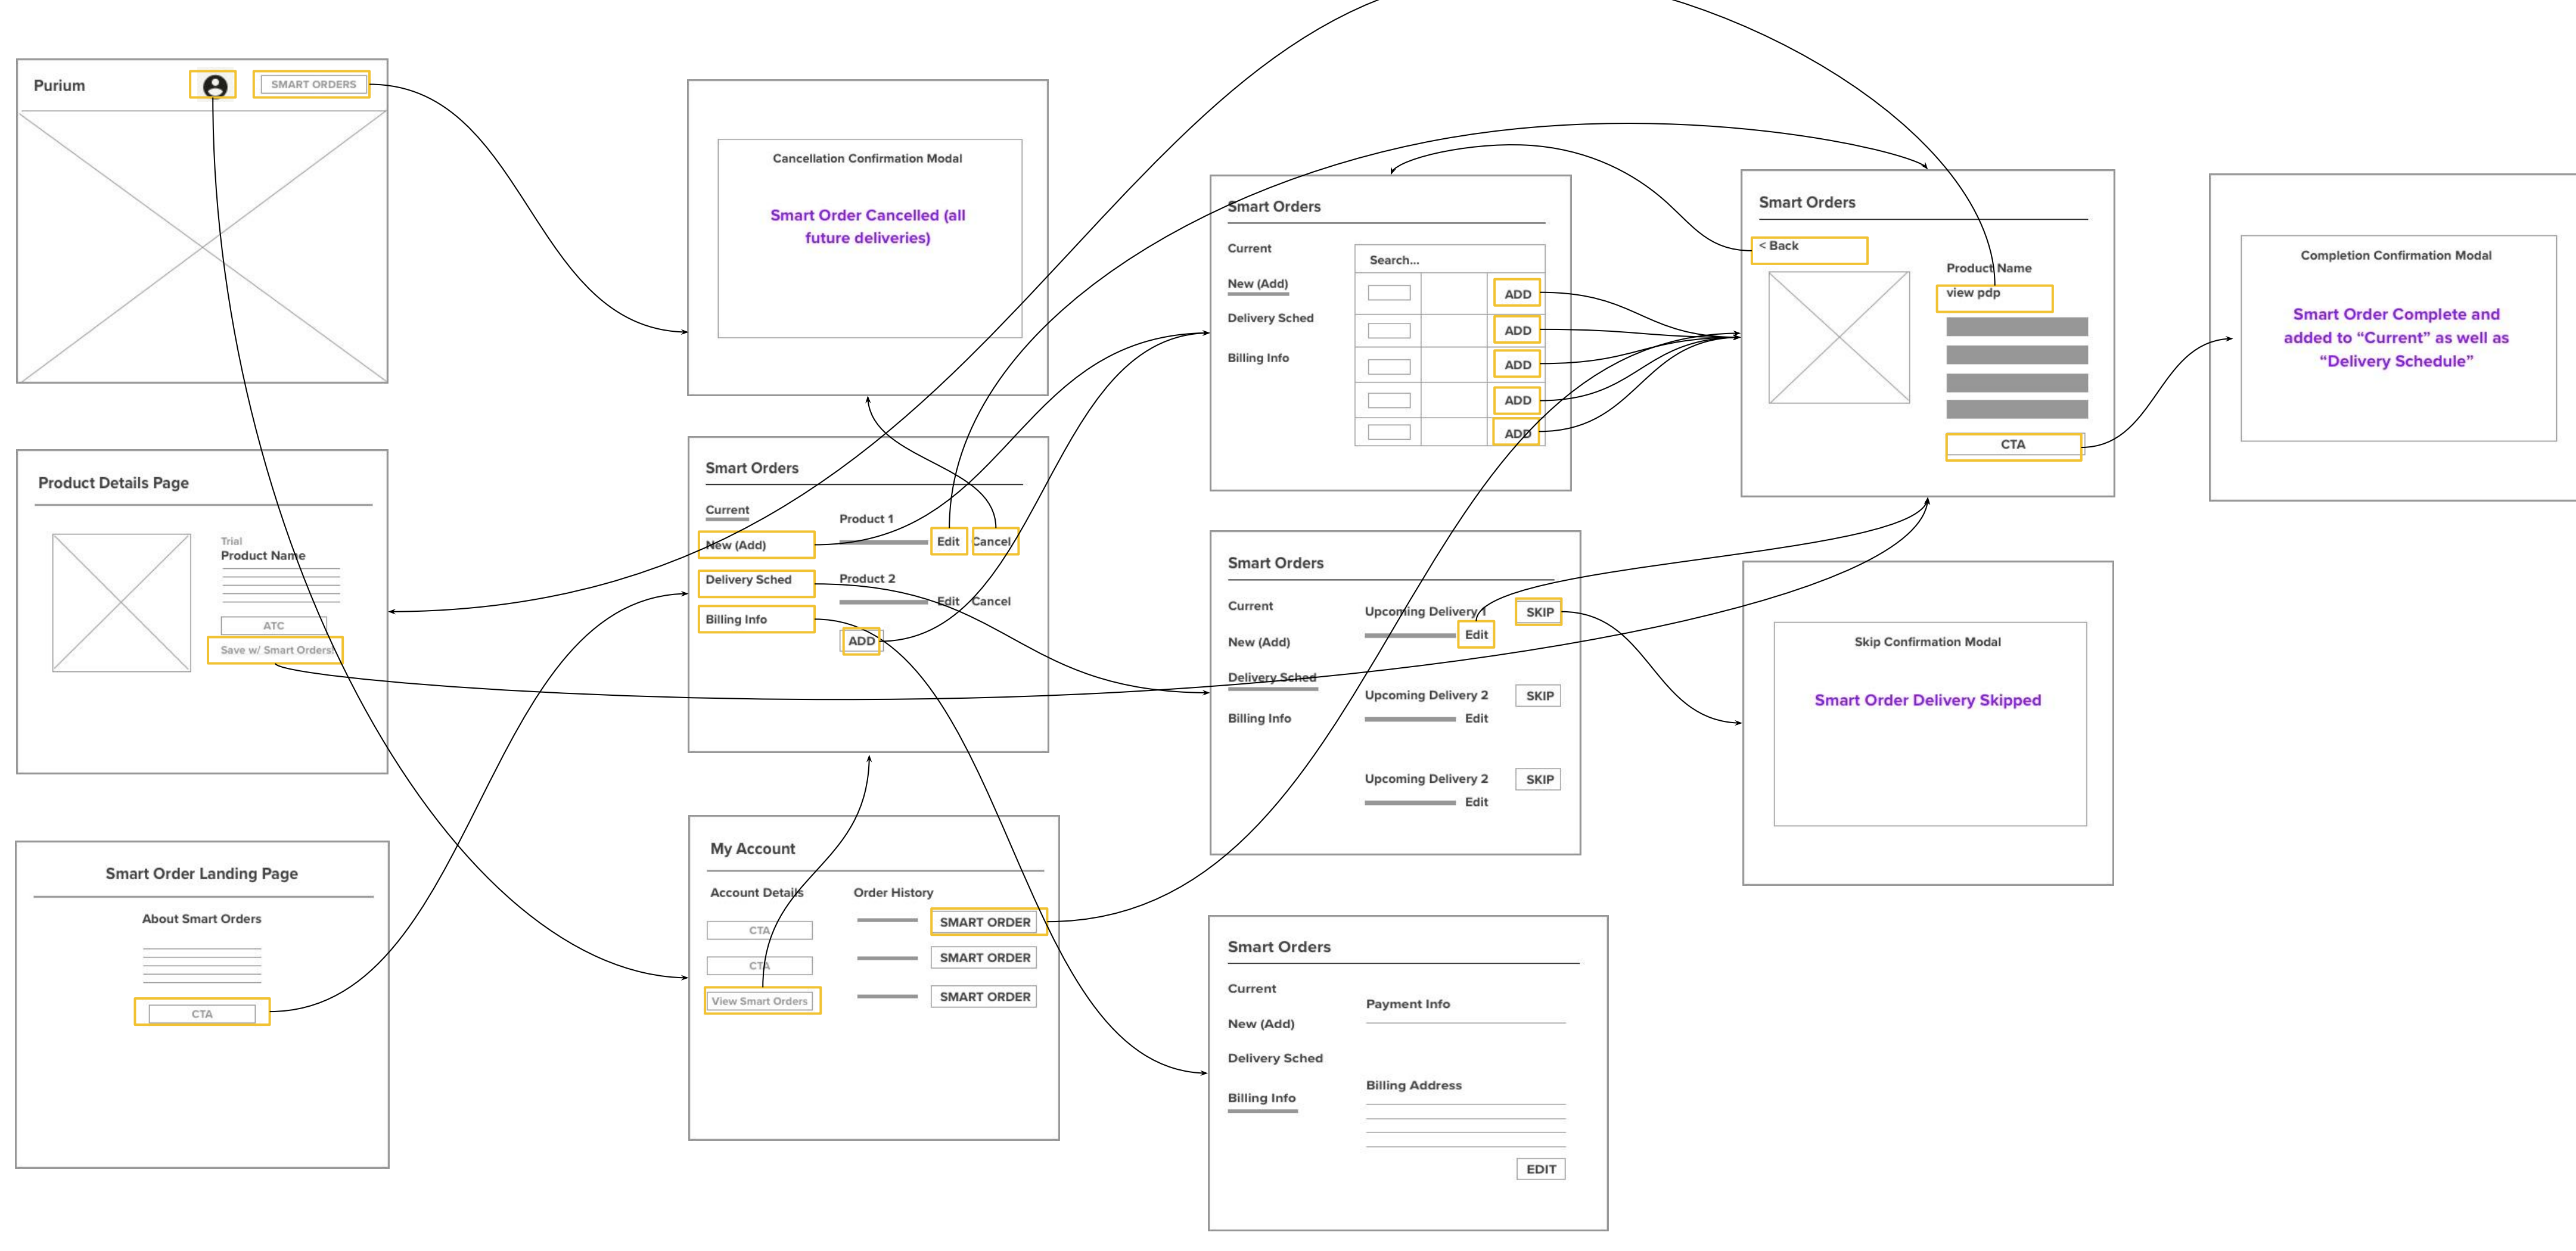 Purium
SMART ORDERS
Product Details Page
Trial
Product Name
ATC
Save w/ Smart Orders!
Smart Order Landing Page
About Smart Orders
CTA
Cancellation Confirmation Modal
Smart Order Cancelled (all
future deliveries)
Smart Orders
Current
New (Add)
Delivery Sched
Billing Info
Product 1
Edit
Cancel
Product 2
Edit
Cancel
ADD
My Account
Account Details
Order History
CTA
CTA
View Smart Orders
SMART ORDER
SMART ORDER
SMART ORDER
Smart Orders
Current
New (Add)
Delivery Sched
Billing Info
Search...
ADD
ADD
ADD
ADD
ADD
Smart Orders
Current
New (Add)
Delivery Sched
Billing Info
Upcoming Delivery 1
SKIP
Edit
Upcoming Delivery 2
SKIP
Edit
Upcoming Delivery 2
SKIP
Edit
Smart Orders
Current
New (Add)
Delivery Sched
Billing Info
Payment Info
Billing Address
EDIT
Smart Orders
< Back
Product Name
view pdp
CTA
Skip Confirmation Modal
Smart Order Delivery Skipped
Completion Confirmation Modal
Smart Order Complete and
added to “Current” as well as
“Delivery Schedule”